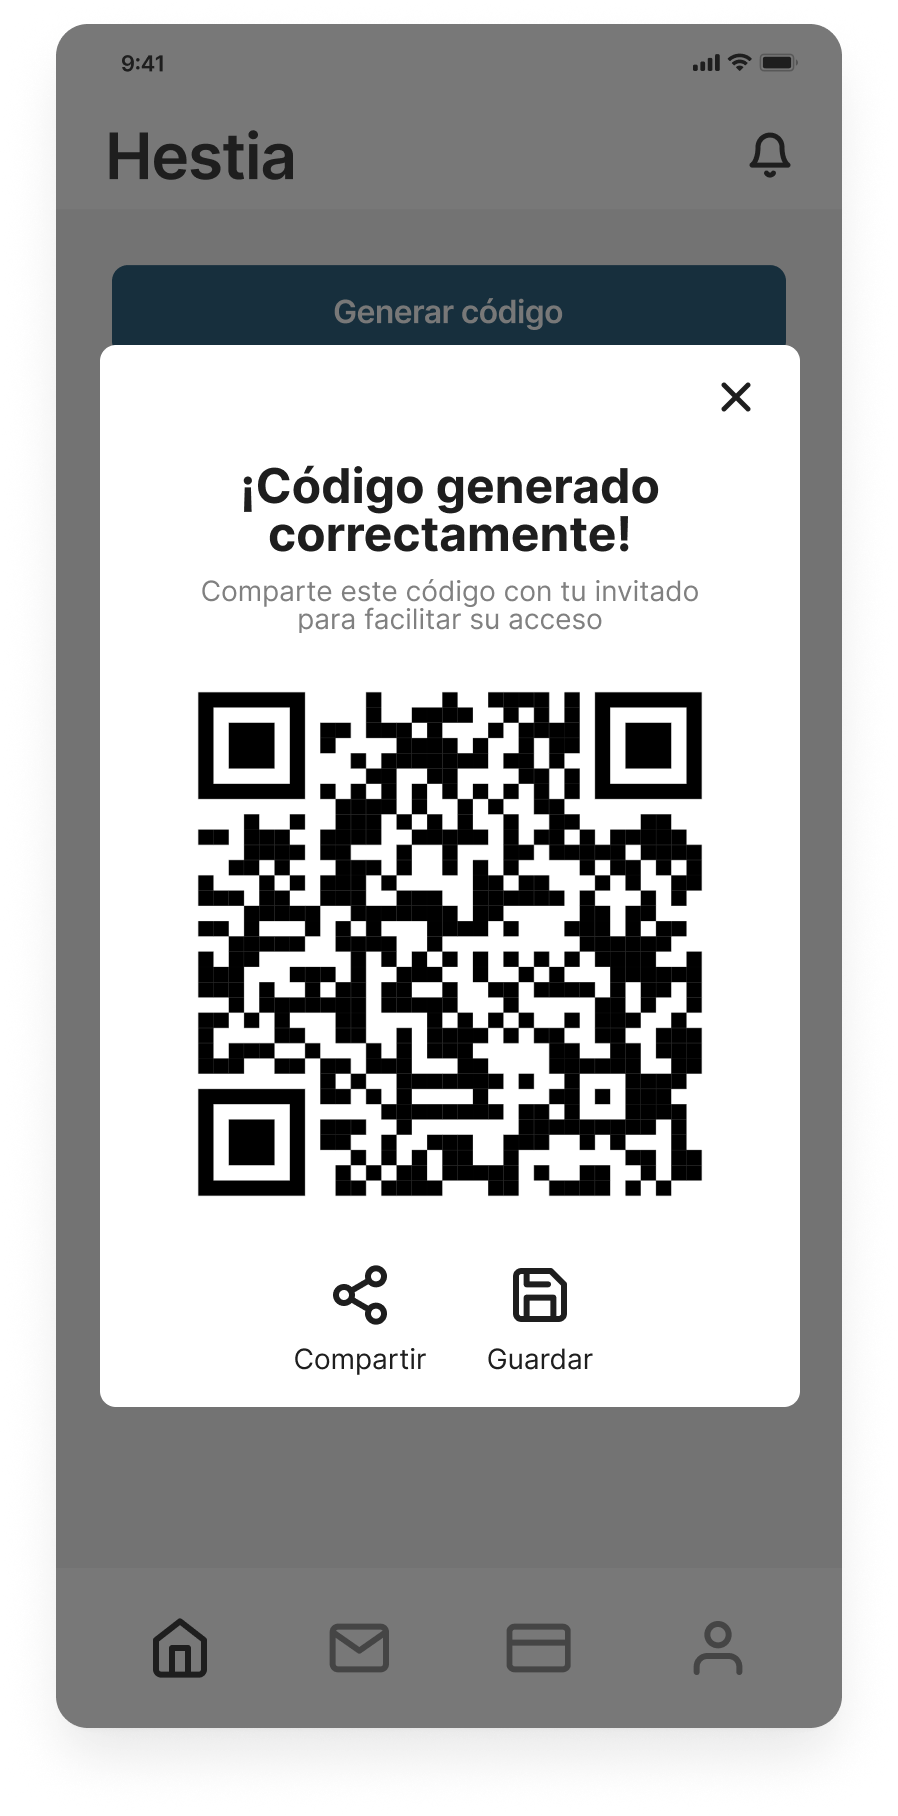 9:41
Hestia
Generar código
¡Código generado
correctamente!
Comparte este código con tu invitado
para facilitar su acceso
Compartir
Guardar